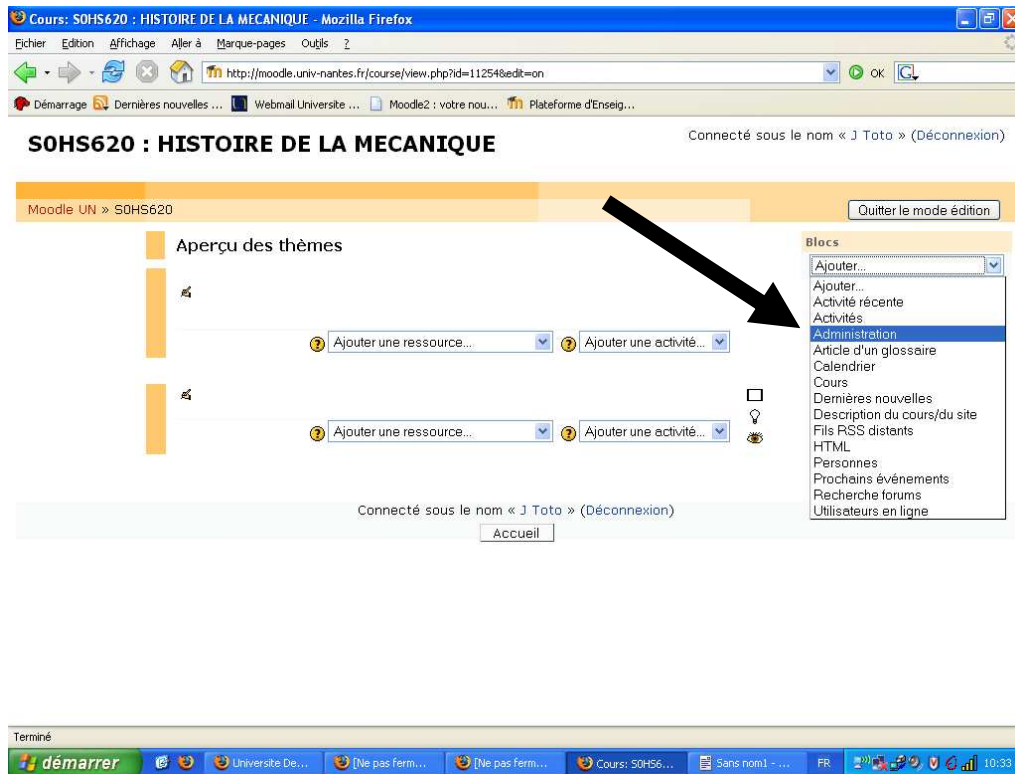 Cours: S0HS620 : HISTOIRE DE LA MECANIQUE - Mozilla Firefox
Fichier Edition Affichage Aller à Marque-pages Outils ?
http://moodle.univ-nantes.fr/course/view.php?id=11254&edit=on OK
Démarrage Dernières nouvelles ... Webmail Universite ... Moodle2 : votre nou... Plateforme d'Enseig...
S0HS620 : HISTOIRE DE LA MECANIQUE
Connecté sous le nom « J Toto » (Déconnexion)
Moodle UN » S0HS620
Quitter le mode édition
Aperçu des thèmes
Blocs
Ajouter...
Ajouter...
Activité récente
Activités
Administration
Article d'un glossaire
Calendrier
Cours
Dernières nouvelles
Description du cours/du site
Fils RSS distants
HTML
Personnes
Prochains événements
Recherche forums
Utilisateurs en ligne
? Ajouter une ressource... ? Ajouter une activité...
? Ajouter une ressource... ? Ajouter une activité...
Connecté sous le nom « J Toto » (Déconnexion)
Accueil
Terminé
démarrer Universite De... [Ne pas ferm... [Ne pas ferm... Cours: S0HS6... Sans nom1 - ... FR 10:33